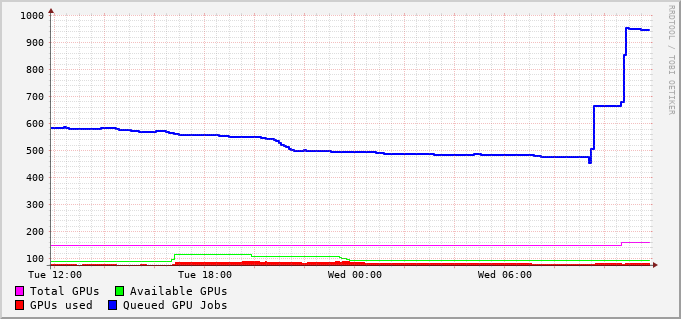 1000
900
800
700
600
500
400
300
200
100
Tue 12:00 Tue 18:00 Wed 00:00 Wed 06:00
Total GPUs Available GPUs
GPUs used Queued GPU Jobs
RRDTOOL / TOBI OETIKER